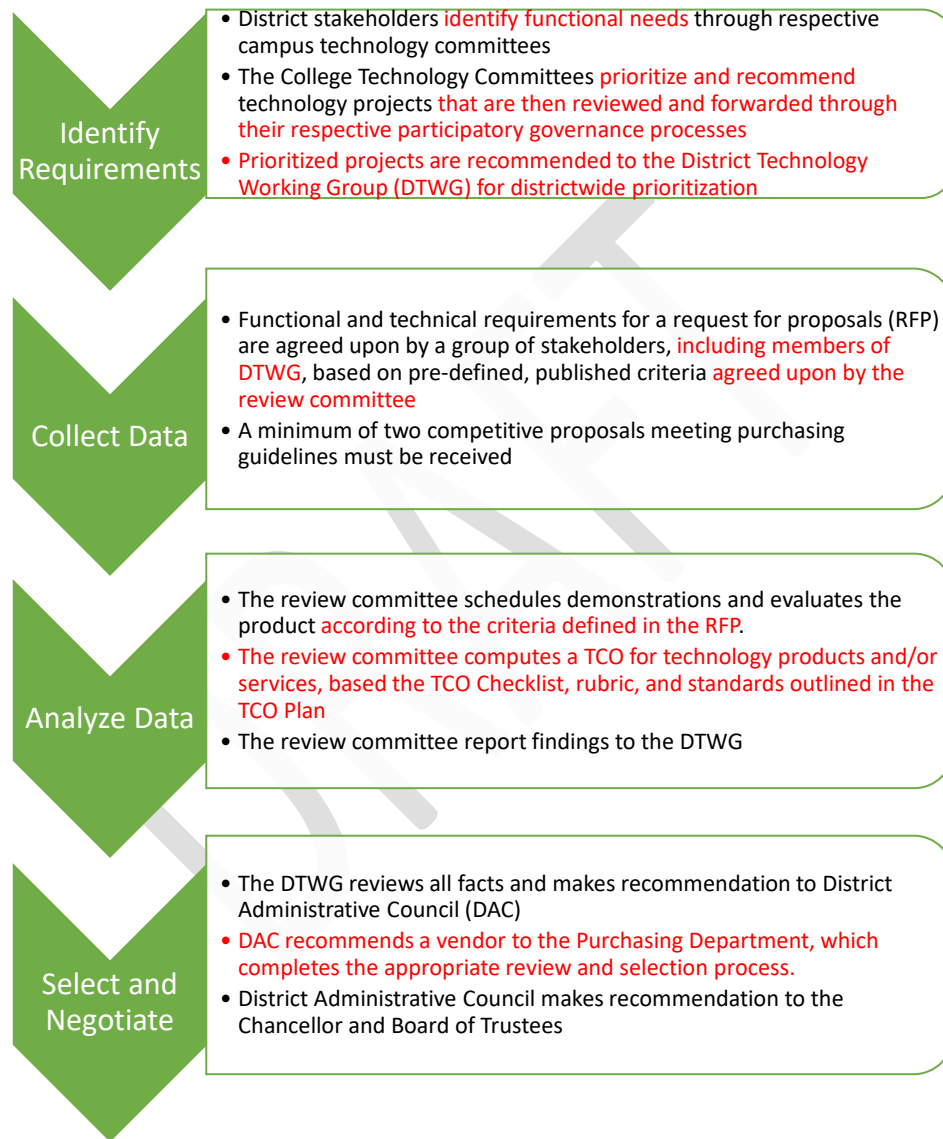 Identify
Requirements
• District stakeholders identify functional needs through respective
campus technology committees
• The College Technology Committees prioritize and recommend
technology projects that are then reviewed and forwarded through
their respective participatory governance processes
• Prioritized projects are recommended to the District Technology
Working Group (DTWG) for districtwide prioritization
Collect Data
• Functional and technical requirements for a request for proposals (RFP)
are agreed upon by a group of stakeholders, including members of
DTWG, based on pre-defined, published criteria agreed upon by the
review committee
• A minimum of two competitive proposals meeting purchasing
guidelines must be received
Analyze Data
• The review committee schedules demonstrations and evaluates the
product according to the criteria defined in the RFP.
• The review committee computes a TCO for technology products and/or
services, based the TCO Checklist, rubric, and standards outlined in the
TCO Plan
• The review committee report findings to the DTWG
Select and
Negotiate
• The DTWG reviews all facts and makes recommendation to District
Administrative Council (DAC)
• DAC recommends a vendor to the Purchasing Department, which
completes the appropriate review and selection process.
• District Administrative Council makes recommendation to the
Chancellor and Board of Trustees
DRAFT